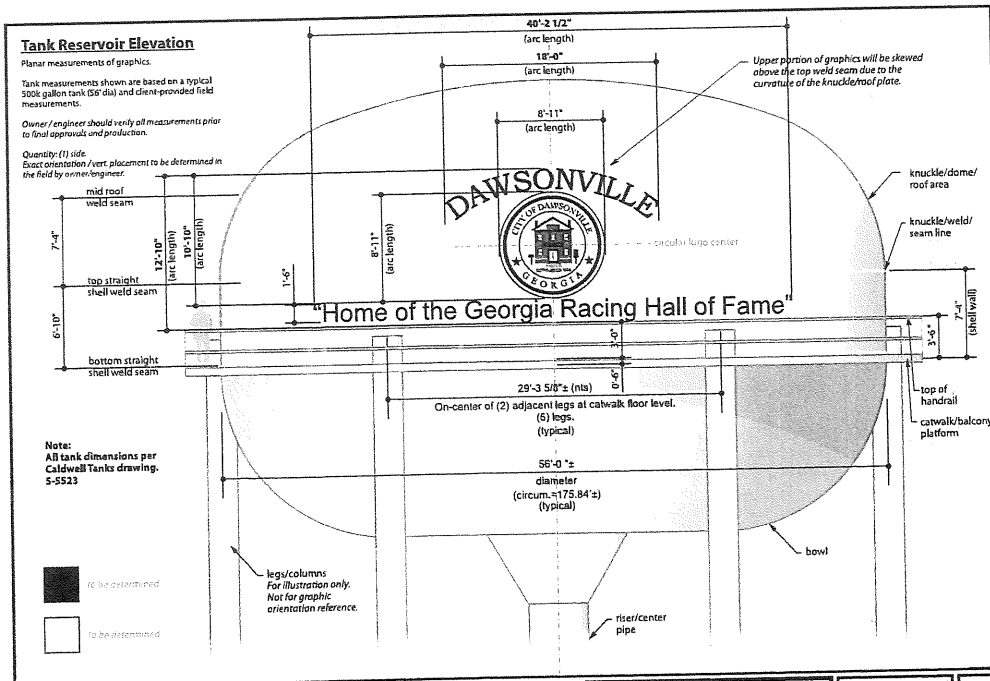 Tank Reservoir Elevation
Planar measurements of graphics.
Tank measurements shown are based on a typical
500k gallon tank (56' dia) and client-provided field
measurements.
Owner/engineer should verify all measurements prior
to final approvals and production.
Quantity: (1) side.
Exact orientation/vert. placement to be determined in
the field by owner/engineer.
40'-2 1/2"
(arc length)
18'-0"
(arc length)
8'-11"
(arc length)
Upper portion of graphics will be skewed
above the top weld seam due to the
curvature of the knuckle/roof plate.
mid roof
weld seam
7'-4"
12'-10"
(arc length)
10'-10"
(arc length)
8'-11"
(arc length)
1'-6"
DAWSONVILLE
CITY OF DAWSONVILLE
GEORGIA
circular logo center
knuckle/dome/
roof area
knuckle/weld/
seam line
top straight
shell weld seam
6'-10"
"Home of the Georgia Racing Hall of Fame"
bottom straight
shell weld seam
3'-0"
0'-6"
3'-6"
7'-4"
(shell wall)
29'-3 5/8"± (nts)
On-center of (2) adjacent legs at catwalk floor level.
(6) legs.
(typical)
top of
handrail
catwalk/balcony
platform
Note:
All tank dimensions per
Caldwell Tanks drawing.
S-5523
56'-0"±
diameter
(circum.=175.84'±)
(typical)
bowl
legs/columns
For illustration only.
Not for graphic
orientation reference.
riser/center
pipe
to be determined
to be determined